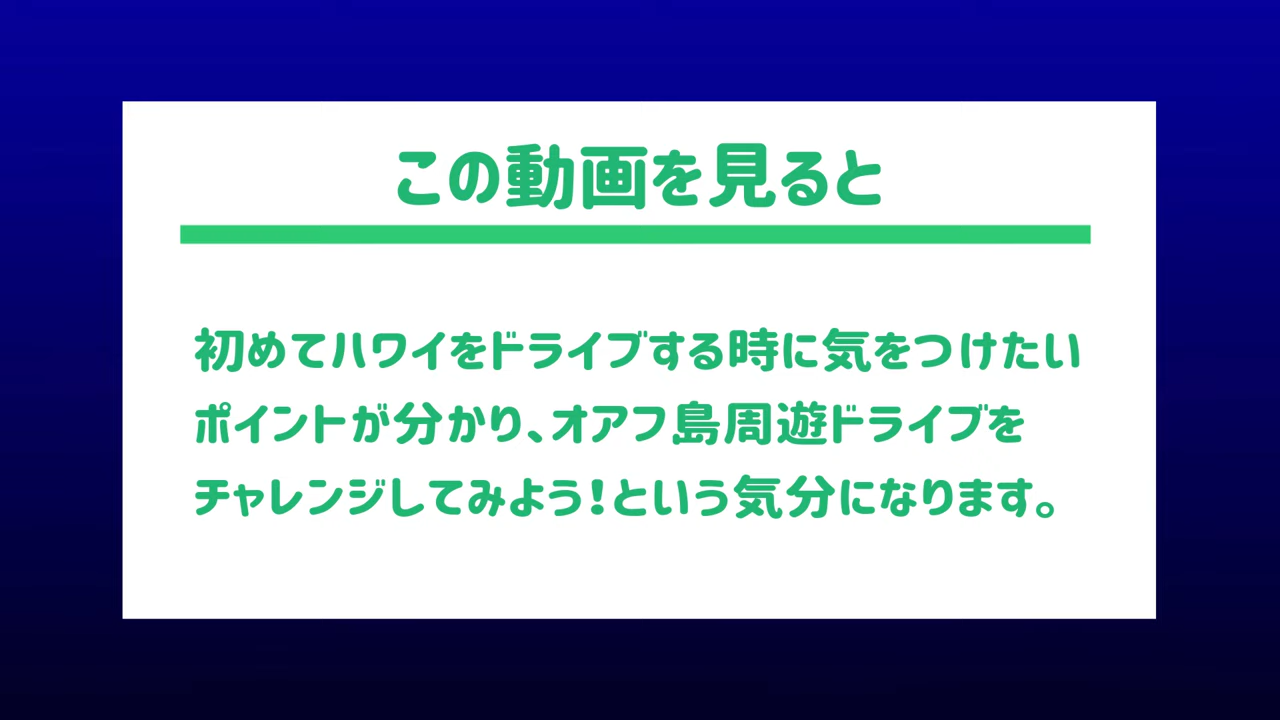 この動画を見ると
初めてハワイをドライブする時に気をつけたい
ポイントが分かり、オアフ島周遊ドライブを
チャレンジしてみよう!という気分になります。